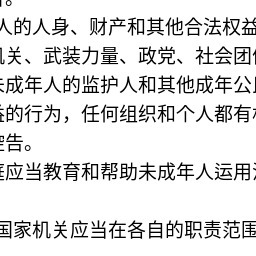 人的人身、财产和其他合法权益
机关、武装力量、政党、社会团
未成年人的监护人和其他成年公
益的行为，任何组织和个人都有
控告。
庭应当教育和帮助未成年人运用
国家机关应当在各自的职责范围